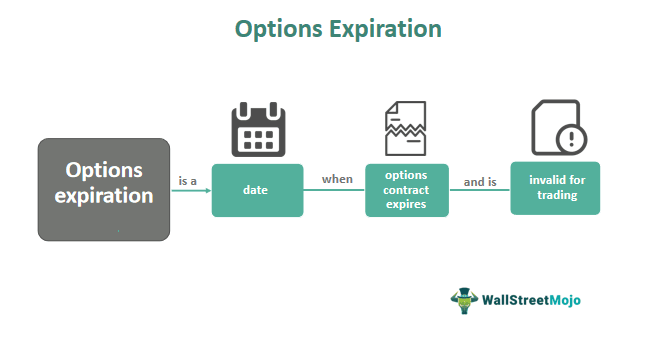 Options Expiration
Options
expiration
is a
date
when
options
contract
expires
and is
invalid for
trading
WallStreetMojo